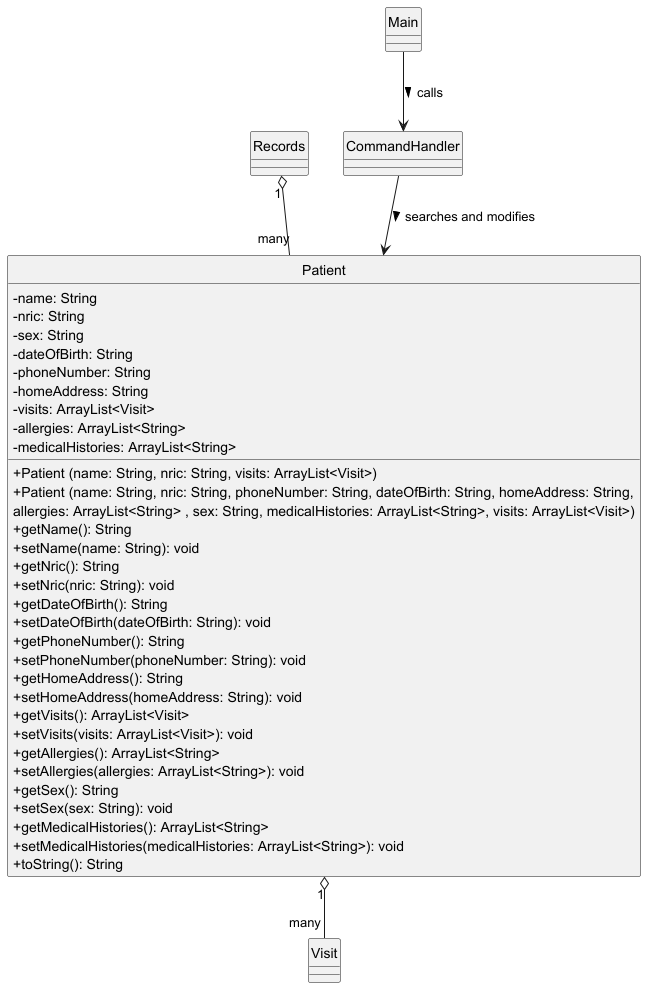 Main
calls
Records
CommandHandler
1
searches and modifies
many
Patient
-name: String
-nric: String
-sex: String
-dateOfBirth: String
-phoneNumber: String
-homeAddress: String
-visits: ArrayList<Visit>
-allergies: ArrayList<String>
-medicalHistories: ArrayList<String>
+Patient (name: String, nric: String, visits: ArrayList<Visit>)
+Patient (name: String, nric: String, phoneNumber: String, dateOfBirth: String, homeAddress: String,
allergies: ArrayList<String> , sex: String, medicalHistories: ArrayList<String>, visits: ArrayList<Visit>)
+getName(): String
+setName(name: String): void
+getNric(): String
+setNric(nric: String): void
+getDateOfBirth(): String
+setDateOfBirth(dateOfBirth: String): void
+getPhoneNumber(): String
+setPhoneNumber(phoneNumber: String): void
+getHomeAddress(): String
+setHomeAddress(homeAddress: String): void
+getVisits(): ArrayList<Visit>
+setVisits(visits: ArrayList<Visit>): void
+getAllergies(): ArrayList<String>
+setAllergies(allergies: ArrayList<String>): void
+getSex(): String
+setSex(sex: String): void
+getMedicalHistories(): ArrayList<String>
+setMedicalHistories(medicalHistories: ArrayList<String>): void
+toString(): String
1
many
Visit